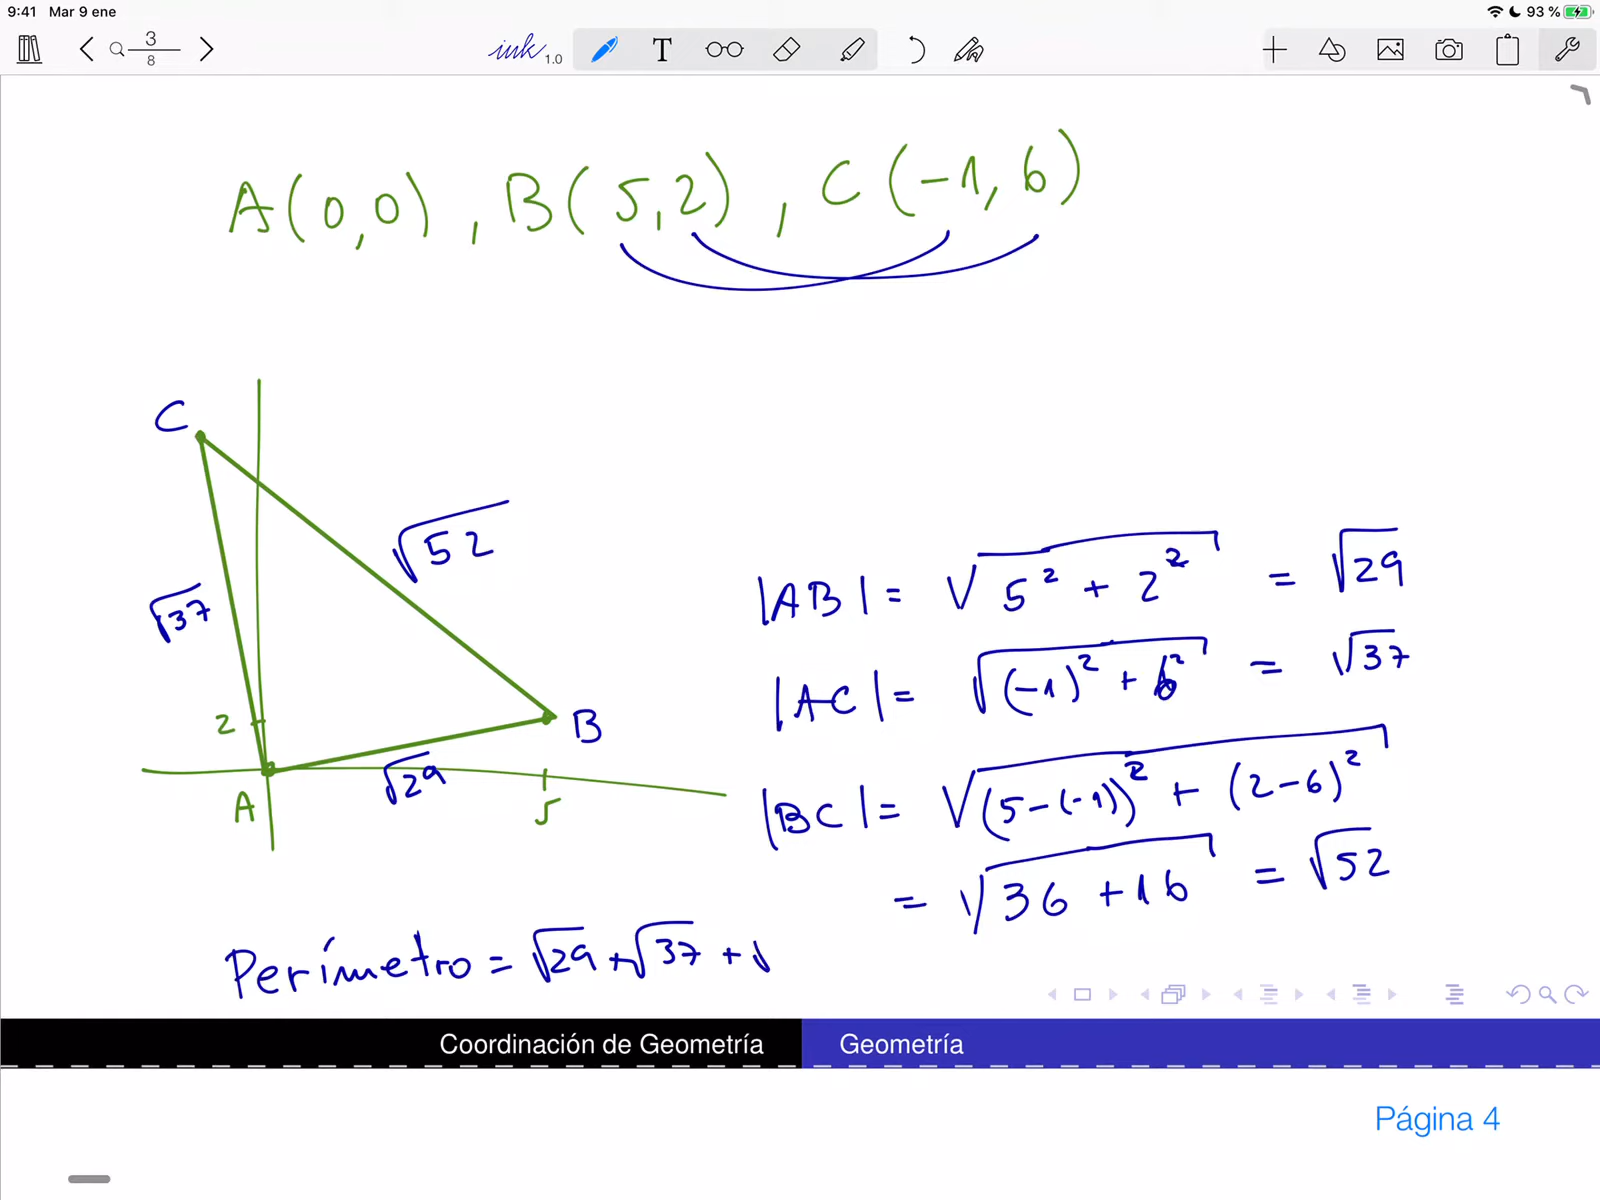 9:41 Mar 9 ene 93 %
3
8
ink 1.0 T
A(0,0) , B(5,2) , C(-1,6)
C
√52
√37
2
B
√29
A
5
|AB| = √(5² + 2²) = √29
|AC| = √((-1)² + 6²) = √37
|BC| = √((5-(-1))² + (2-6)²)
= √(36 + 16) = √52
Perímetro = √29 + √37 + √
Coordinación de Geometría Geometría
Página 4